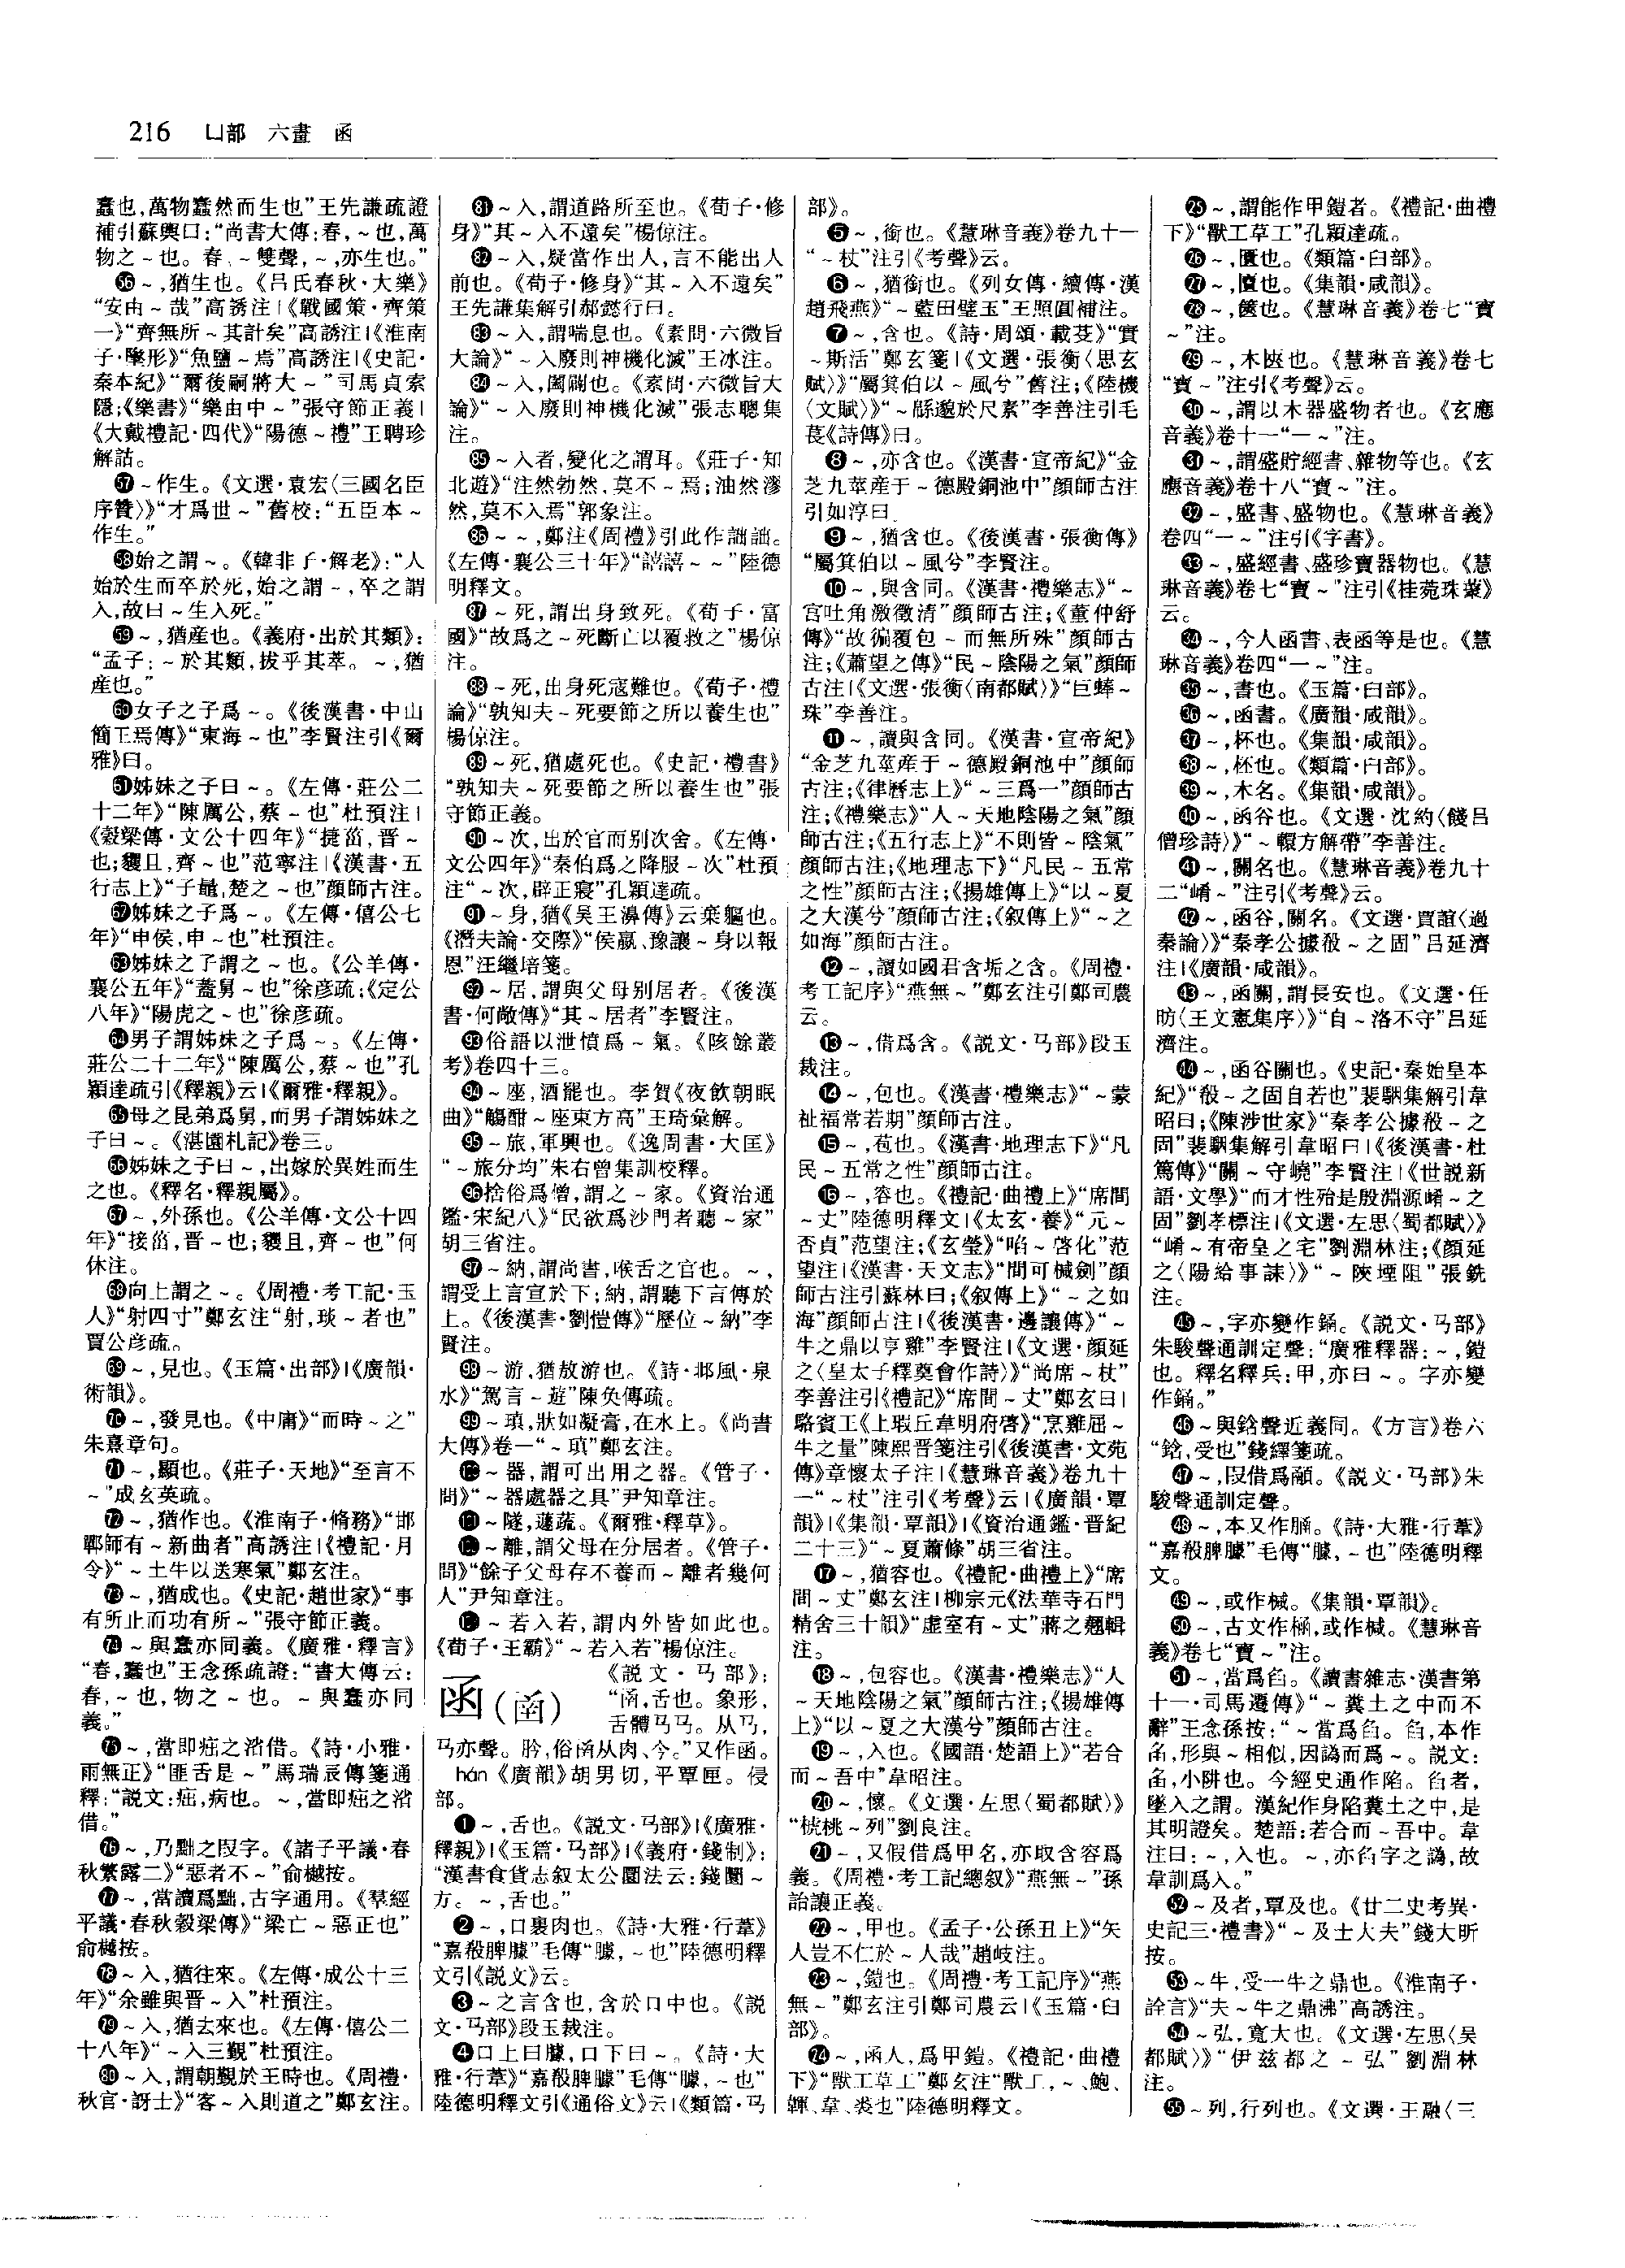 216 凵部 六畫 函
蠢也,萬物蠢然而生也”王先謙疏證
補引蘇輿曰:“尚書大傳:春,~也,萬
物之~也。春、~雙聲,~,亦生也。”
56~,猶生也。《吕氏春秋·大樂》
“安由~哉”高誘注|《戰國策·齊策
一》“齊無所~其計矣”高誘注|《淮南
子·墬形》“魚鹽~焉”高誘注|《史記·
秦本紀》“爾後嗣將大~”司馬貞索
隱;《樂書》“樂由中~”張守節正義|
《大戴禮記·四代》“陽德~禮”王聘珍
解詁。
57~作生。《文選·袁宏〈三國名臣
序贊〉》“才爲世~”舊校:“五臣本~
作生。”
58始之謂~。《韓非子·解老》:“人
始於生而卒於死,始之謂~,卒之謂
入,故曰~生入死。”
59~,猶産也。《義府·出於其類》:
“孟子:~於其類,拔乎其萃。~,猶
産也。”
60女子之子爲~。《後漢書·中山
簡王焉傳》“東海~也”李賢注引《爾
雅》曰。
61姊妹之子曰~。《左傳·莊公二
十二年》“陳厲公,蔡~也”杜預注|
《穀梁傳·文公十四年》“捷菑,晋~
也;貜且,齊~也”范寧注|《漢書·五
行志上》“子鼂,楚之~也”顔師古注。
62姊妹之子爲~。《左傳·僖公七
年》“申侯,申~也”杜預注。
63姊妹之子謂之~也。《公羊傳·
襄公五年》“蓋舅~也”徐彦疏;《定公
八年》“陽虎之~也”徐彦疏。
64男子謂姊妹之子爲~。《左傳·
莊公二十二年》“陳厲公,蔡~也”孔
穎達疏引《釋親》云|《爾雅·釋親》。
65母之昆弟爲舅,而男子謂姊妹之
子曰~。《湛園札記》卷三。
66姊妹之子曰~,出嫁於異姓而生
之也。《釋名·釋親屬》。
67~,外孫也。《公羊傳·文公十四
年》“接菑,晋~也;貜且,齊~也”何
休注。
68向上謂之~。《周禮·考工記·玉
人》“射四寸”鄭玄注“射,琰~者也”
賈公彦疏。
69~,見也。《玉篇·出部》|《廣韻·
術韻》。
70~,發見也。《中庸》“而時~之”
朱熹章句。
71~,顯也。《莊子·天地》“至言不
~”成玄英疏。
72~,猶作也。《淮南子·脩務》“邯
鄲師有~新曲者”高誘注|《禮記·月
令》“~土牛以送寒氣”鄭玄注。
73~,猶成也。《史記·趙世家》“事
有所止而功有所~”張守節正義。
74~與蠢亦同義。《廣雅·釋言》
“春,蠢也”王念孫疏證:“書大傳云:
春,~也,物之~也。~與蠢亦同
義。”
75~,當即疵之渻借。《詩·小雅·
雨無正》“匪舌是~”馬瑞辰傳箋通
釋:“説文:疵,病也。~,當即疵之渻
借。”
76~,乃黜之叚字。《諸子平議·春
秋繁露二》“惡者不~”俞樾按。
77~,當讀爲黜,古字通用。《羣經
平議·春秋穀梁傳》“梁亡~惡正也”
俞樾按。
78~入,猶往來。《左傳·成公十三
年》“余雖與晋~入”杜預注。
79~入,猶去來也。《左傳·僖公二
十八年》“~入三覲”杜預注。
80~入,謂朝覲於王時也。《周禮·
秋官·訝士》“客~入則道之”鄭玄注。
81~入,謂道路所至也。《荀子·修
身》“其~入不遠矣”楊倞注。
82~入,疑當作出人,言不能出人
前也。《荀子·修身》“其~入不遠矣”
王先謙集解引郝懿行曰。
83~入,謂喘息也。《素問·六微旨
大論》“~入廢則神機化滅”王冰注。
84~入,闔闢也。《素問·六微旨大
論》“~入廢則神機化滅”張志聰集
注。
85~入者,變化之謂耳。《莊子·知
北遊》“注然勃然,莫不~焉;油然漻
然,莫不入焉”郭象注。
86~~,鄭注《周禮》引此作詘詘。
《左傳·襄公三十年》“譆譆~~”陸德
明釋文。
87~死,謂出身致死。《荀子·富
國》“故爲之~死斷亡以覆救之”楊倞
注。
88~死,出身死寇難也。《荀子·禮
論》“孰知夫~死要節之所以養生也”
楊倞注。
89~死,猶處死也。《史記·禮書》
“孰知夫~死要節之所以養生也”張
守節正義。
90~次,出於官而别次舍。《左傳·
文公四年》“秦伯爲之降服~次”杜預
注“~次,辟正寢”孔穎達疏。
91~身,猶《吴王濞傳》云棄軀也。
《潛夫論·交際》“侯嬴、豫讓~身以報
恩”汪繼培箋。
92~居,謂與父母别居者。《後漢
書·何敞傳》“其~居者”李賢注。
93俗語以泄憤爲~氣。《陔餘叢
考》卷四十三。
94~座,酒罷也。李賀《夜飲朝眠
曲》“觴酣~座東方高”王琦彙解。
95~旅,軍興也。《逸周書·大匡》
“~旅分均”朱右曾集訓校釋。
96捨俗爲僧,謂之~家。《資治通
鑑·宋紀八》“民欲爲沙門者聽~家”
胡三省注。
97~納,謂尚書,喉舌之官也。~,
謂受上言宣於下;納,謂聽下言傳於
上。《後漢書·劉愷傳》“歷位~納”李
賢注。
98~游,猶放游也。《詩·邶風·泉
水》“駕言~遊”陳奂傳疏。
99~瑱,狀如凝膏,在水上。《尚書
大傳》卷一“~瑱”鄭玄注。
100~器,謂可出用之器。《管子·
問》“~器處器之具”尹知章注。
101~隧,蘧蔬。《爾雅·釋草》。
102~離,謂父母在分居者。《管子·
問》“餘子父母存不養而~離者幾何
人”尹知章注。
103~若入若,謂内外皆如此也。
《荀子·王霸》“~若入若”楊倞注。
函(圅)
《説文·𢎘部》:
“圅,舌也。象形,
舌體𢎘𢎘。从𢎘,
𢎘亦聲。肣,俗圅从肉、今。”又作函。
hán《廣韻》胡男切,平覃匣。侵
部。
1~,舌也。《説文·𢎘部》|《廣雅·
釋親》|《玉篇·𢎘部》|《義府·錢制》:
“漢書食貨志叙太公圜法云:錢圜~
方。~,舌也。”
2~,口裏肉也。《詩·大雅·行葦》
“嘉殽脾臄”毛傳“臄,~也”陸德明釋
文引《説文》云。
3~之言含也,含於口中也。《説
文·𢎘部》段玉裁注。
4口上曰臄,口下曰~。《詩·大
雅·行葦》“嘉殽脾臄”毛傳“臄,~也”
陸德明釋文引《通俗文》云|《類篇·𢎘
部》。
5~,銜也。《慧琳音義》卷九十一
“~杖”注引《考聲》云。
6~,猶銜也。《列女傳·續傳·漢
趙飛燕》“~藍田璧玉”王照圓補注。
7~,含也。《詩·周頌·載芟》“實
~斯活”鄭玄箋|《文選·張衡〈思玄
賦〉》“屬箕伯以~風兮”舊注;《陸機
〈文賦〉》“~緜邈於尺素”李善注引毛
萇《詩傳》曰。
8~,亦含也。《漢書·宣帝紀》“金
芝九莖産于~德殿銅池中”顔師古注
引如淳曰。
9~,猶含也。《後漢書·張衡傳》
“屬箕伯以~風兮”李賢注。
10~,與含同。《漢書·禮樂志》“~
宫吐角激徵清”顔師古注;《董仲舒
傳》“故徧覆包~而無所殊”顔師古
注;《蕭望之傳》“民~陰陽之氣”顔師
古注|《文選·張衡〈南都賦〉》“巨蜯~
珠”李善注。
11~,讀與含同。《漢書·宣帝紀》
“金芝九莖産于~德殿銅池中”顔師
古注;《律曆志上》“~三爲一”顔師古
注;《禮樂志》“人~天地陰陽之氣”顔
師古注;《五行志上》“不則皆~陰氣”
顔師古注;《地理志下》“凡民~五常
之性”顔師古注;《揚雄傳上》“以~夏
之大漢兮”顔師古注;《叙傳上》“~之
如海”顔師古注。
12~,讀如國君含垢之含。《周禮·
考工記序》“燕無~”鄭玄注引鄭司農
云。
13~,借爲含。《説文·𢎘部》段玉
裁注。
14~,包也。《漢書·禮樂志》“~蒙
祉福常若期”顔師古注。
15~,苞也。《漢書·地理志下》“凡
民~五常之性”顔師古注。
16~,容也。《禮記·曲禮上》“席間
~丈”陸德明釋文|《太玄·養》“元~
否貞”范望注;《玄瑩》“啗~啓化”范
望注|《漢書·天文志》“間可椷劍”顔
師古注引蘇林曰;《叙傳上》“~之如
海”顔師古注|《後漢書·邊讓傳》“~
牛之鼎以亨雞”李賢注|《文選·顔延
之〈皇太子釋奠會作詩〉》“尚席~杖”
李善注引《禮記》“席間~丈”鄭玄曰|
駱賓王《上瑕丘韋明府啓》“烹雞屈~
牛之量”陳熙晋箋注引《後漢書·文苑
傳》章懷太子注|《慧琳音義》卷九十
一“~杖”注引《考聲》云|《廣韻·覃
韻》|《集韻·覃韻》|《資治通鑑·晋紀
二十三》“~夏蕭條”胡三省注。
17~,猶容也。《禮記·曲禮上》“席
間~丈”鄭玄注|柳宗元《法華寺石門
精舍三十韻》“虚室有~丈”蔣之翹輯
注。
18~,包容也。《漢書·禮樂志》“人
~天地陰陽之氣”顔師古注;《揚雄傳
上》“以~夏之大漢兮”顔師古注。
19~,入也。《國語·楚語上》“若合
而~吾中”韋昭注。
20~,懷。《文選·左思〈蜀都賦〉》
“榹桃~列”劉良注。
21~,又假借爲甲名,亦取含容爲
義。《周禮·考工記總叙》“燕無~”孫
詒讓正義。
22~,甲也。《孟子·公孫丑上》“矢
人豈不仁於~人哉”趙岐注。
23~,鎧也。《周禮·考工記序》“燕
無~”鄭玄注引鄭司農云|《玉篇·臼
部》。
24~,函人,爲甲鎧。《禮記·曲禮
下》“獸工草工”鄭玄注“獸工,~、鮑、
韗、韋、裘也”陸德明釋文。
25~,謂能作甲鎧者。《禮記·曲禮
下》“獸工草工”孔穎達疏。
26~,匱也。《類篇·臼部》。
27~,匵也。《集韻·咸韻》。
28~,篋也。《慧琳音義》卷七“寶
~”注。
29~,木匧也。《慧琳音義》卷七
“寶~”注引《考聲》云。
30~,謂以木器盛物者也。《玄應
音義》卷十一“一~”注。
31~,謂盛貯經書、雜物等也。《玄
應音義》卷十八“寶~”注。
32~,盛書、盛物也。《慧琳音義》
卷四“一~”注引《字書》。
33~,盛經書、盛珍寶器物也。《慧
琳音義》卷七“寶~”注引《桂菀珠藂》
云。
34~,今人函書、表函等是也。《慧
琳音義》卷四“一~”注。
35~,書也。《玉篇·臼部》。
36~,函書。《廣韻·咸韻》。
37~,杯也。《集韻·咸韻》。
38~,柸也。《類篇·臼部》。
39~,木名。《集韻·咸韻》。
40~,函谷也。《文選·沈約〈餞吕
僧珍詩〉》“~轘方解帶”李善注。
41~,關名也。《慧琳音義》卷九十
二“崤~”注引《考聲》云。
42~,函谷,關名。《文選·賈誼〈過
秦論〉》“秦孝公據殽~之固”吕延濟
注|《廣韻·咸韻》。
43~,函關,謂長安也。《文選·任
昉〈王文憲集序〉》“自~洛不守”吕延
濟注。
44~,函谷關也。《史記·秦始皇本
紀》“殽~之固自若也”裴駰集解引韋
昭曰;《陳涉世家》“秦孝公據殽~之
固”裴駰集解引韋昭曰|《後漢書·杜
篤傳》“關~守嶢”李賢注|《世説新
語·文學》“而才性殆是殷淵源崤~之
固”劉孝標注|《文選·左思〈蜀都賦〉》
“崤~有帝皇之宅”劉淵林注;《顔延
之〈陽給事誄〉》“~陜堙阻”張銑
注。
45~,字亦變作鋡。《説文·𢎘部》
朱駿聲通訓定聲:“廣雅釋器:~,鎧
也。釋名釋兵:甲,亦曰~。字亦變
作鋡。”
46~與鋡聲近義同。《方言》卷六
“鋡,受也”錢繹箋疏。
47~,叚借爲顄。《説文·𢎘部》朱
駿聲通訓定聲。
48~,本又作䐄。《詩·大雅·行葦》
“嘉殽脾臄”毛傳“臄,~也”陸德明釋
文。
49~,或作椷。《集韻·覃韻》。
50~,古文作梒,或作椷。《慧琳音
義》卷七“寶~”注。
51~,當爲臽。《讀書雜志·漢書第
十一·司馬遷傳》“~糞土之中而不
辭”王念孫按:“~當爲臽。臽,本作
臽,形與~相似,因譌而爲~。説文:
臽,小阱也。今經史通作陷。臽者,
墜入之謂。漢紀作身陷糞土之中,是
其明證矣。楚語:若合而~吾中。韋
注曰:~,入也。~,亦臽字之譌,故
韋訓爲入。”
52~及者,覃及也。《廿二史考異·
史記三·禮書》“~及士大夫”錢大昕
按。
53~牛,受一牛之鼎也。《淮南子·
詮言》“夫~牛之鼎沸”高誘注。
54~弘,寬大也。《文選·左思〈吴
都賦〉》“伊兹都之~弘”劉淵林
注。
55~列,行列也。《文選·王融〈三